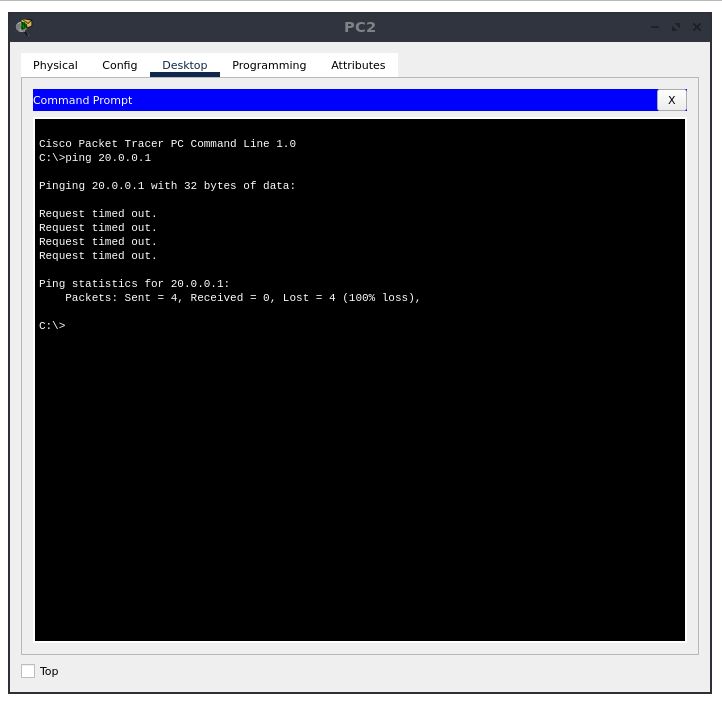 PC2
Physical Config Desktop Programming Attributes
Command Prompt X
Cisco Packet Tracer PC Command Line 1.0
C:\>ping 20.0.0.1
Pinging 20.0.0.1 with 32 bytes of data:
Request timed out.
Request timed out.
Request timed out.
Request timed out.
Ping statistics for 20.0.0.1:
Packets: Sent = 4, Received = 0, Lost = 4 (100% loss),
C:\>
Top